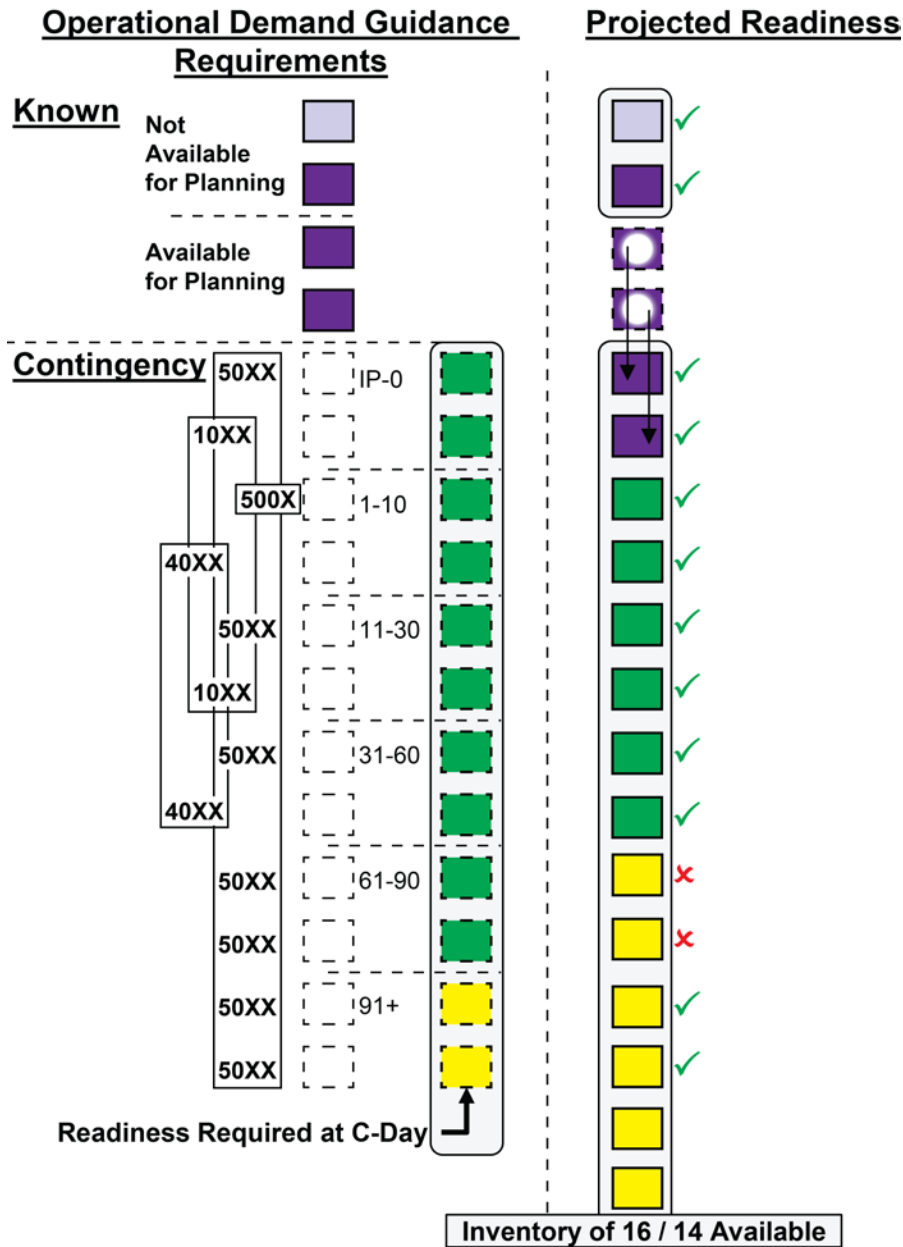 Operational Demand Guidance
Requirements
Projected Readiness
Known
Not
Available
for Planning
Available
for Planning
Contingency
50XX
IP-0
10XX
500X
1-10
40XX
50XX
11-30
10XX
50XX
31-60
40XX
50XX
61-90
50XX
50XX
91+
50XX
Readiness Required at C-Day
Inventory of 16 / 14 Available